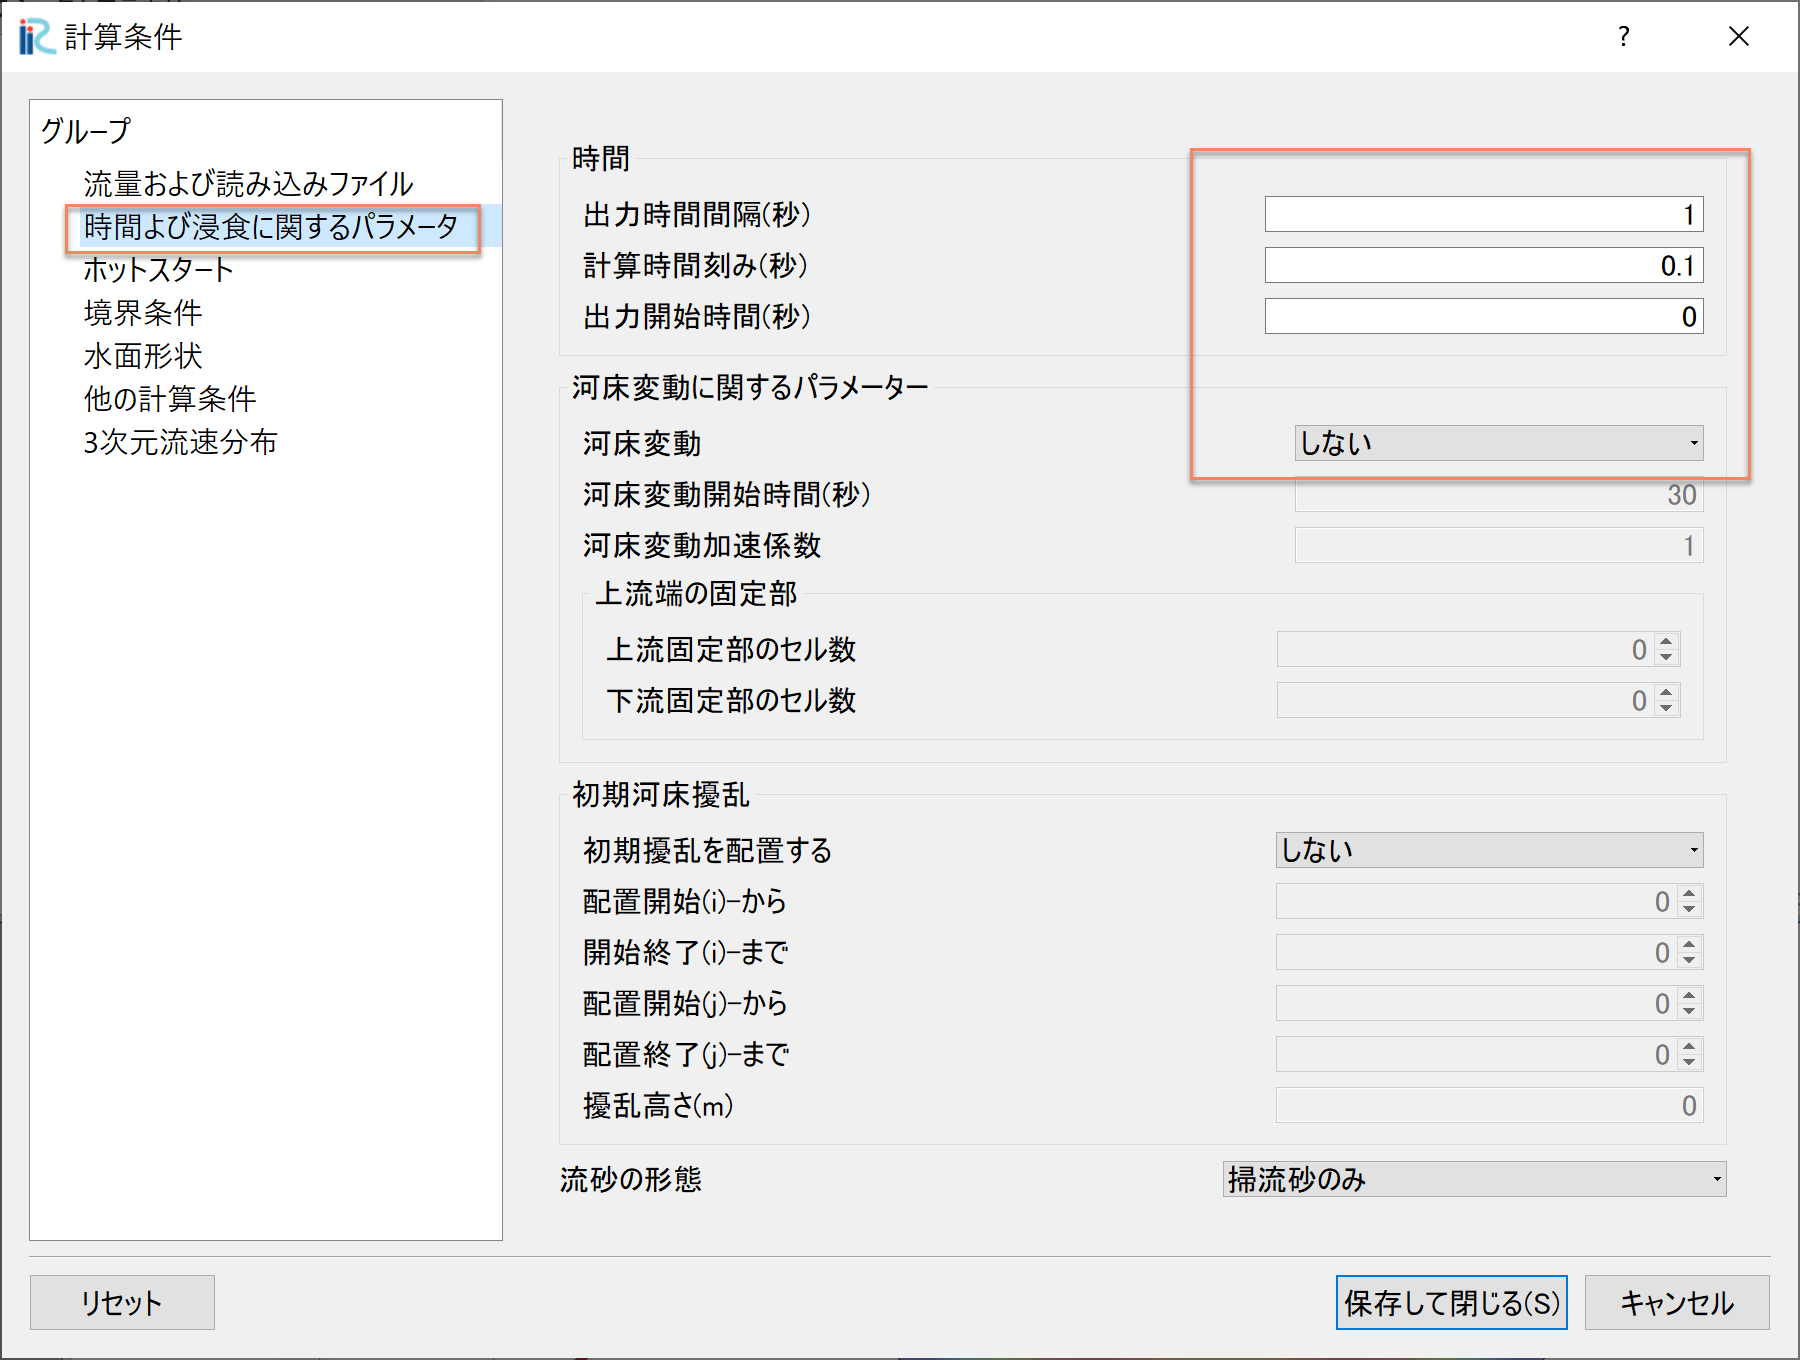 計算条件
グループ
流量および読み込みファイル
時間よび浸食に関するパラメータ
ホットスタート
境界条件
水面形状
他の計算条件
3次元流速分布
時間
出力時間間隔(秒) 1
計算時間刻み(秒) 0.1
出力開始時間(秒) 0
河床変動に関するパラメーター
河床変動 しない
河床変動開始時間(秒) 30
河床変動加速係数 1
上流端の固定部
上流固定部のセル数 0
下流固定部のセル数 0
初期河床擾乱
初期擾乱を配置する しない
配置開始(i)-から 0
開始終了(i)-まで 0
配置開始(j)-から 0
配置終了(j)-まで 0
擾乱高さ(m) 0
流砂の形態 掃流砂のみ
リセット 保存して閉じる(S) キャンセル